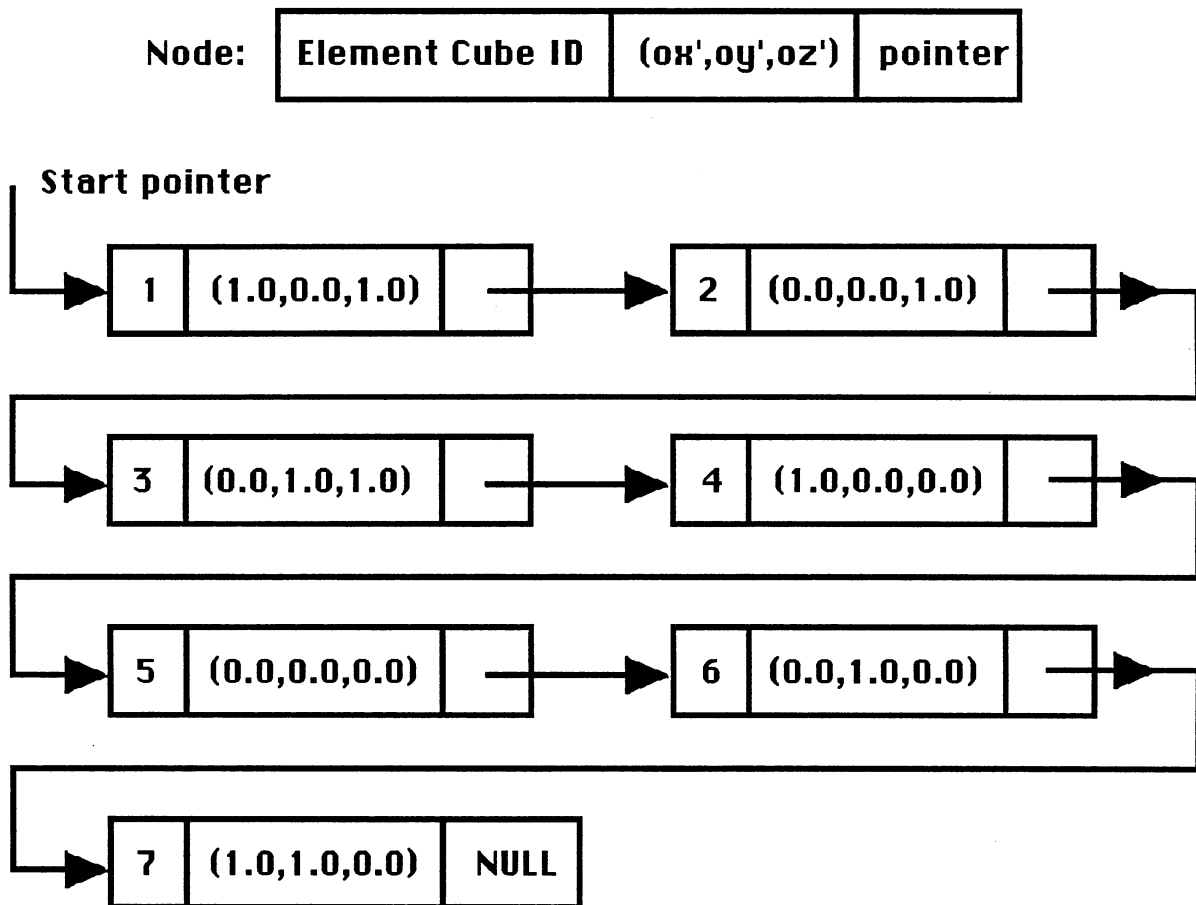 Node: Element Cube ID (ox',oy',oz') pointer
Start pointer
1 (1.0,0.0,1.0) 2 (0.0,0.0,1.0)
3 (0.0,1.0,1.0) 4 (1.0,0.0,0.0)
5 (0.0,0.0,0.0) 6 (0.0,1.0,0.0)
7 (1.0,1.0,0.0) NULL